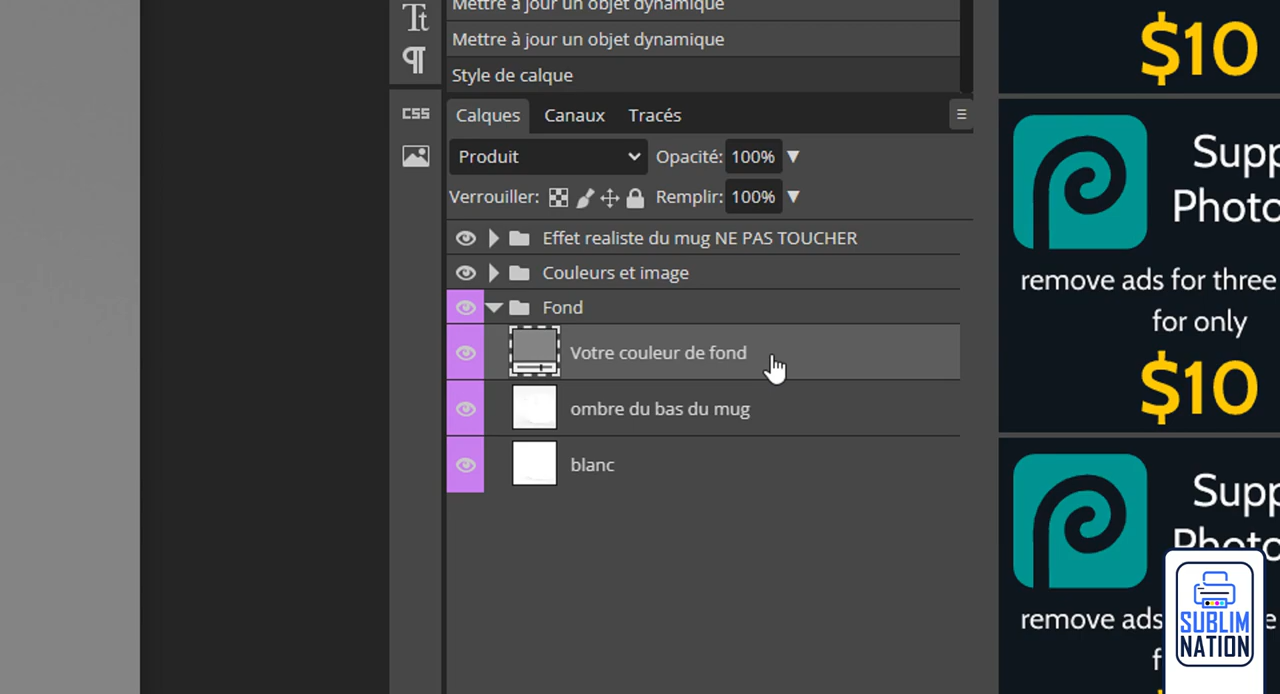 Tt
¶
CSS
Mettre à jour un objet dynamique
Mettre à jour un objet dynamique
Style de calque
Calques Canaux Tracés
Produit Opacité: 100%
Verrouiller: Remplir: 100%
Effet realiste du mug NE PAS TOUCHER
Couleurs et image
Fond
Votre couleur de fond
ombre du bas du mug
blanc
$10
Supp
Photo
remove ads for three
for only
$10
Supp
Photo
remove ads
f
SUBLIM
NATION